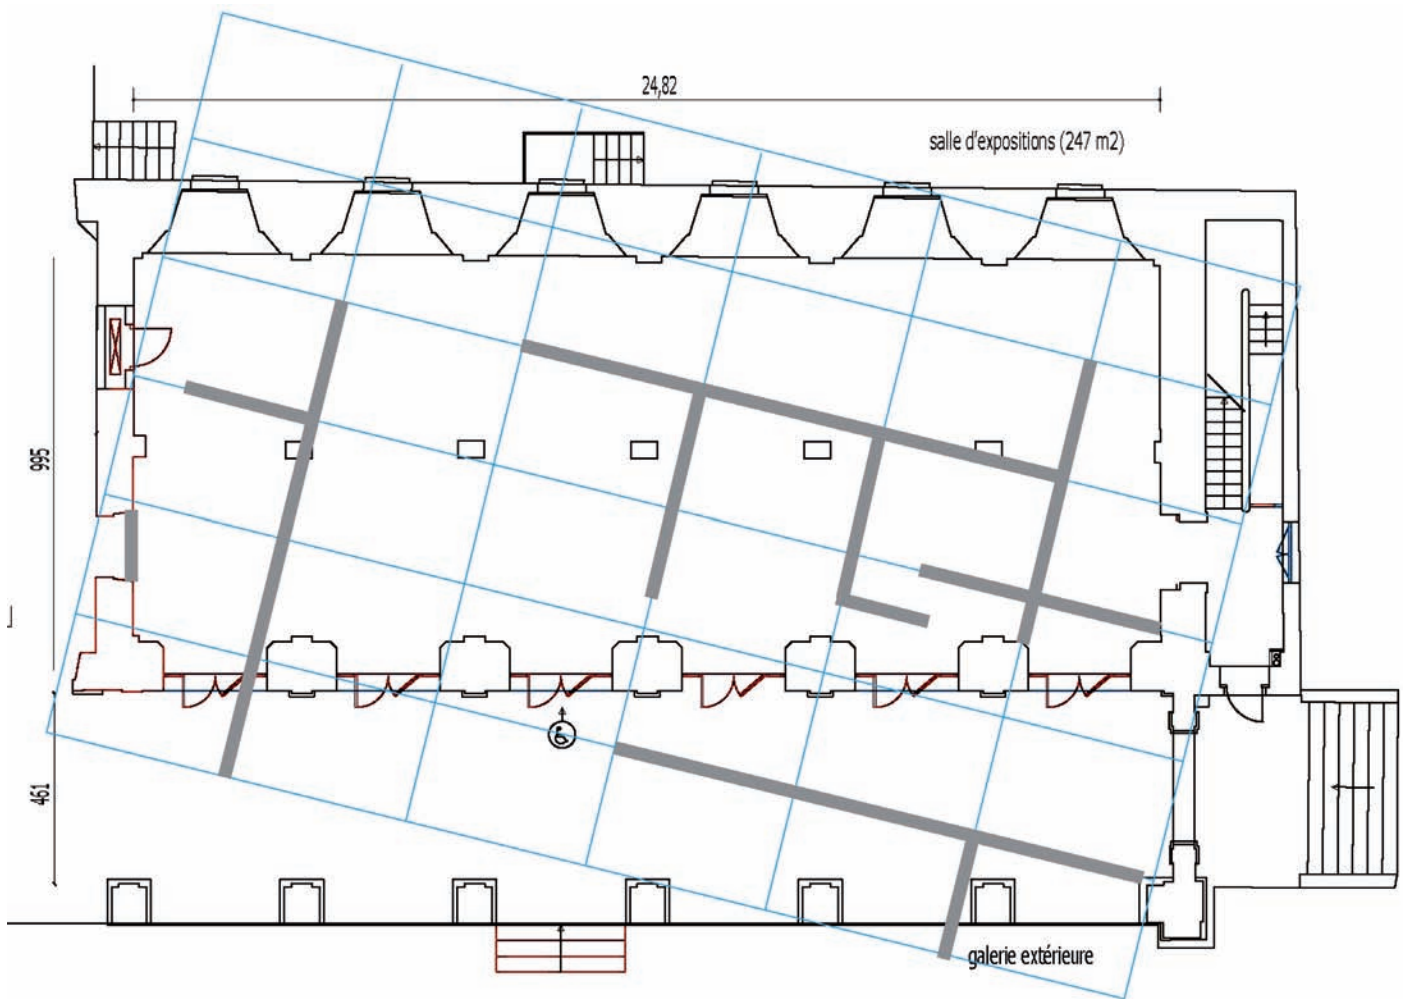 24,82
salle d'expositions (247 m2)
995
461
galerie extérieure